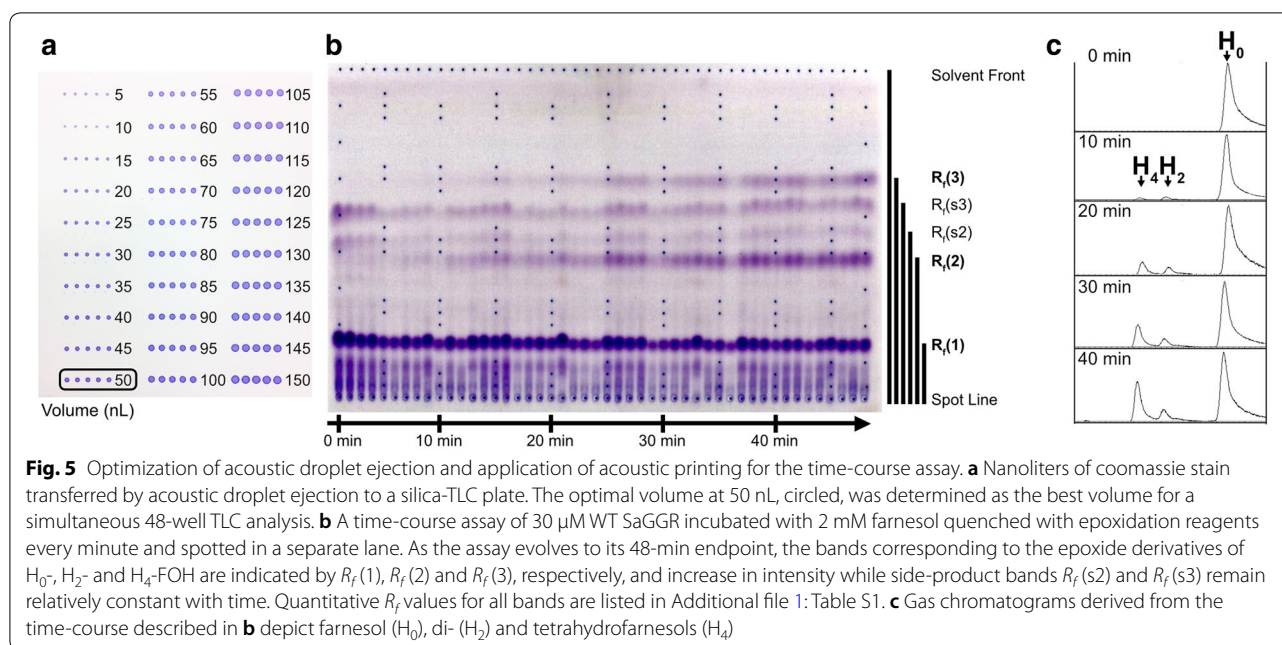 a
5 55 105
10 60 110
15 65 115
20 70 120
25 75 125
30 80 130
35 85 135
40 90 140
45 95 145
50 100 150
Volume (nL)
b
Solvent Front
Rf(3)
Rf(s3)
Rf(s2)
Rf(2)
Rf(1)
Spot Line
0 min 10 min 20 min 30 min 40 min
c
H0
0 min
10 min
H4 H2
20 min
30 min
40 min
Fig. 5 Optimization of acoustic droplet ejection and application of acoustic printing for the time-course assay. a Nanoliters of coomassie stain
transferred by acoustic droplet ejection to a silica-TLC plate. The optimal volume at 50 nL, circled, was determined as the best volume for a
simultaneous 48-well TLC analysis. b A time-course assay of 30 μM WT SaGGR incubated with 2 mM farnesol quenched with epoxidation reagents
every minute and spotted in a separate lane. As the assay evolves to its 48-min endpoint, the bands corresponding to the epoxide derivatives of
H0-, H2- and H4-FOH are indicated by Rf (1), Rf (2) and Rf (3), respectively, and increase in intensity while side-product bands Rf (s2) and Rf (s3) remain
relatively constant with time. Quantitative Rf values for all bands are listed in Additional file 1: Table S1. c Gas chromatograms derived from the
time-course described in b depict farnesol (H0), di- (H2) and tetrahydrofarnesols (H4)